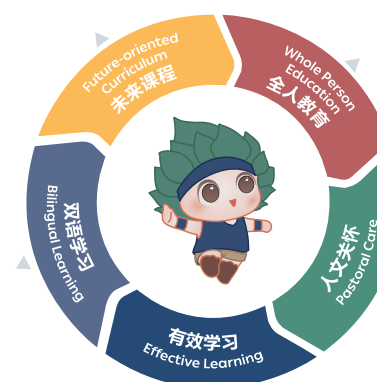 Future-oriented
Curriculum
未来课程
Whole Person
Education
全人教育
人文关怀
Pastoral Care
有效学习
Effective Learning
双语学习
Bilingual Learning